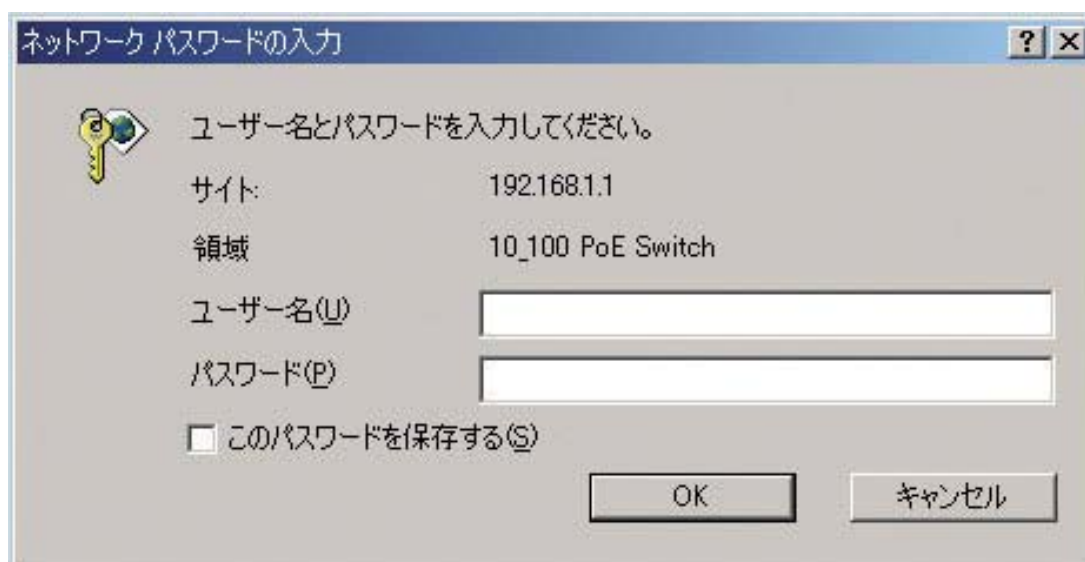 ネットワーク パスワードの入力
ユーザー名とパスワードを入力してください。
サイト: 192.168.1.1
領域 10_100 PoE Switch
ユーザー名(U)
パスワード(P)
このパスワードを保存する(S)
OK キャンセル